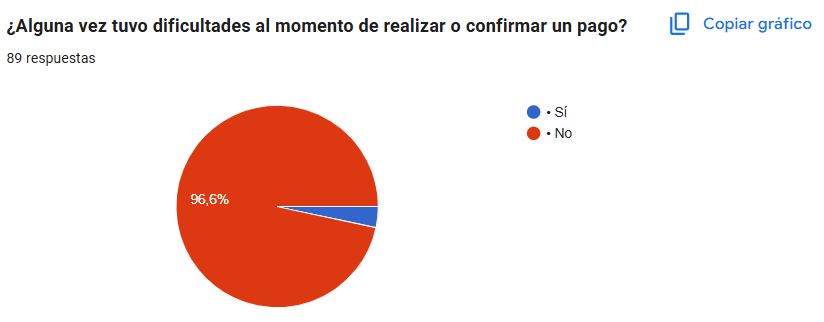 ¿Alguna vez tuvo dificultades al momento de realizar o confirmar un pago?
Copiar gráfico
89 respuestas
• Sí
• No
96,6%